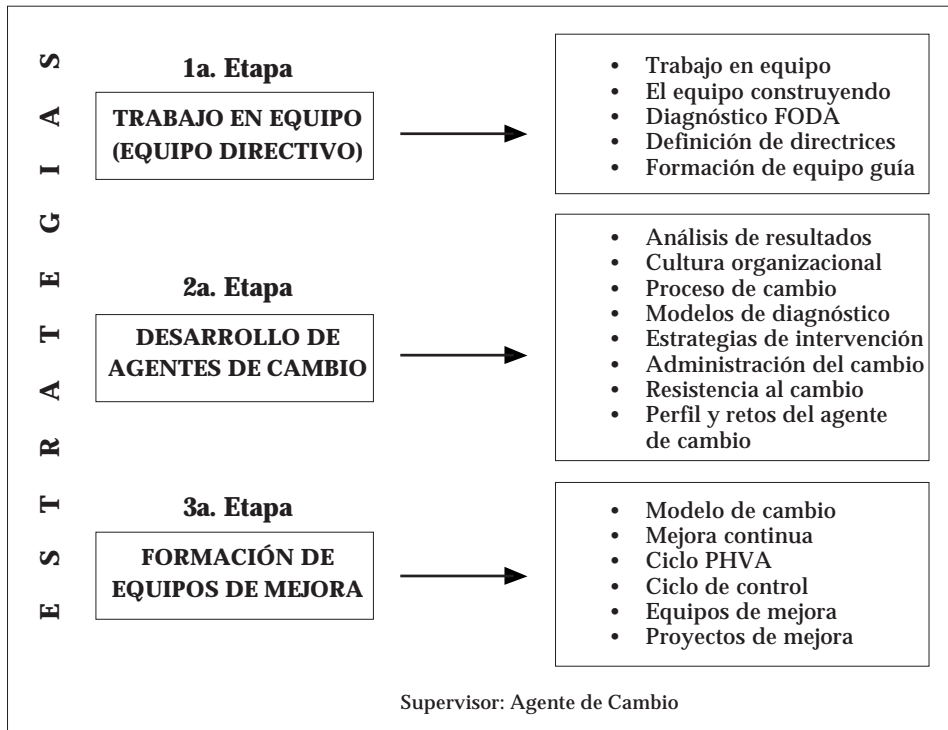 ESTRATEGIAS
1a. Etapa
TRABAJO EN EQUIPO
(EQUIPO DIRECTIVO)
• Trabajo en equipo
• El equipo construyendo
• Diagnóstico FODA
• Definición de directrices
• Formación de equipo guía
2a. Etapa
DESARROLLO DE
AGENTES DE CAMBIO
• Análisis de resultados
• Cultura organizacional
• Proceso de cambio
• Modelos de diagnóstico
• Estrategias de intervención
• Administración del cambio
• Resistencia al cambio
• Perfil y retos del agente
de cambio
3a. Etapa
FORMACIÓN DE
EQUIPOS DE MEJORA
• Modelo de cambio
• Mejora continua
• Ciclo PHVA
• Ciclo de control
• Equipos de mejora
• Proyectos de mejora
Supervisor: Agente de Cambio